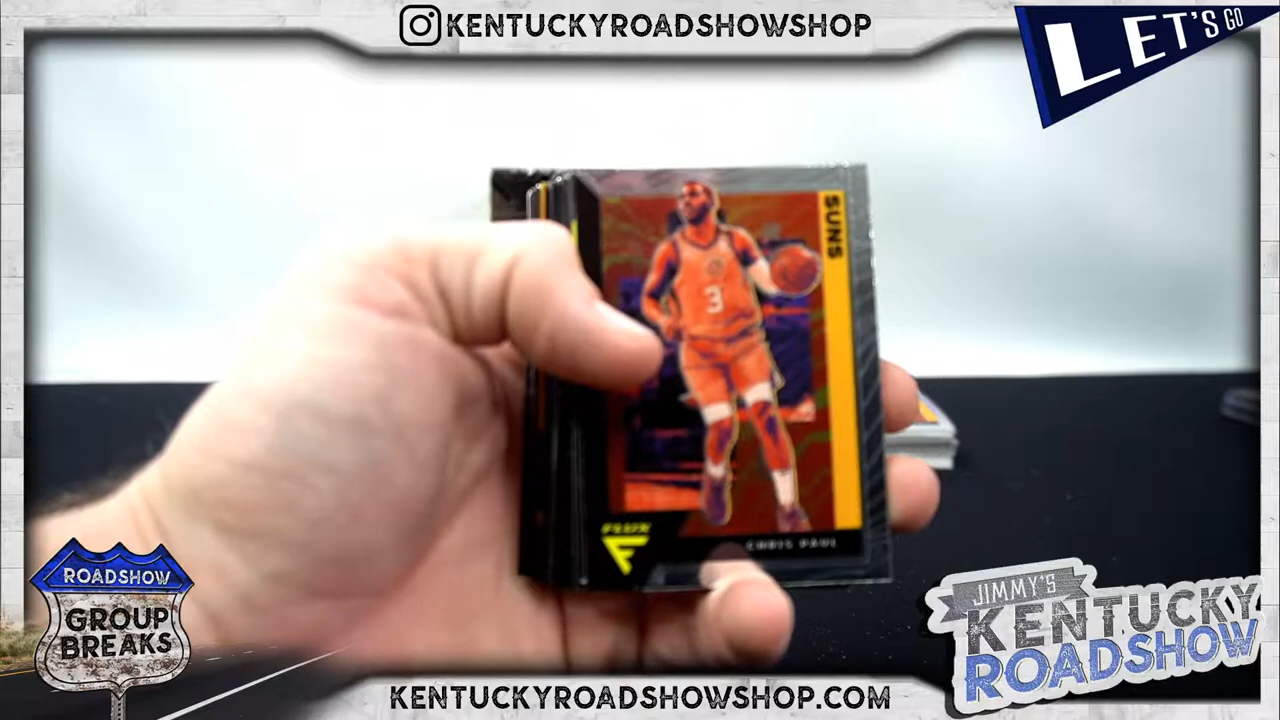 KENTUCKYROADSHOWSHOP
LET'S GO
SUNS
3
FLUX
CHRIS PAUL
ROADSHOW
GROUP
BREAKS
JIMMY'S
KENTUCKY
ROADSHOW
KENTUCKYROADSHOWSHOP.COM